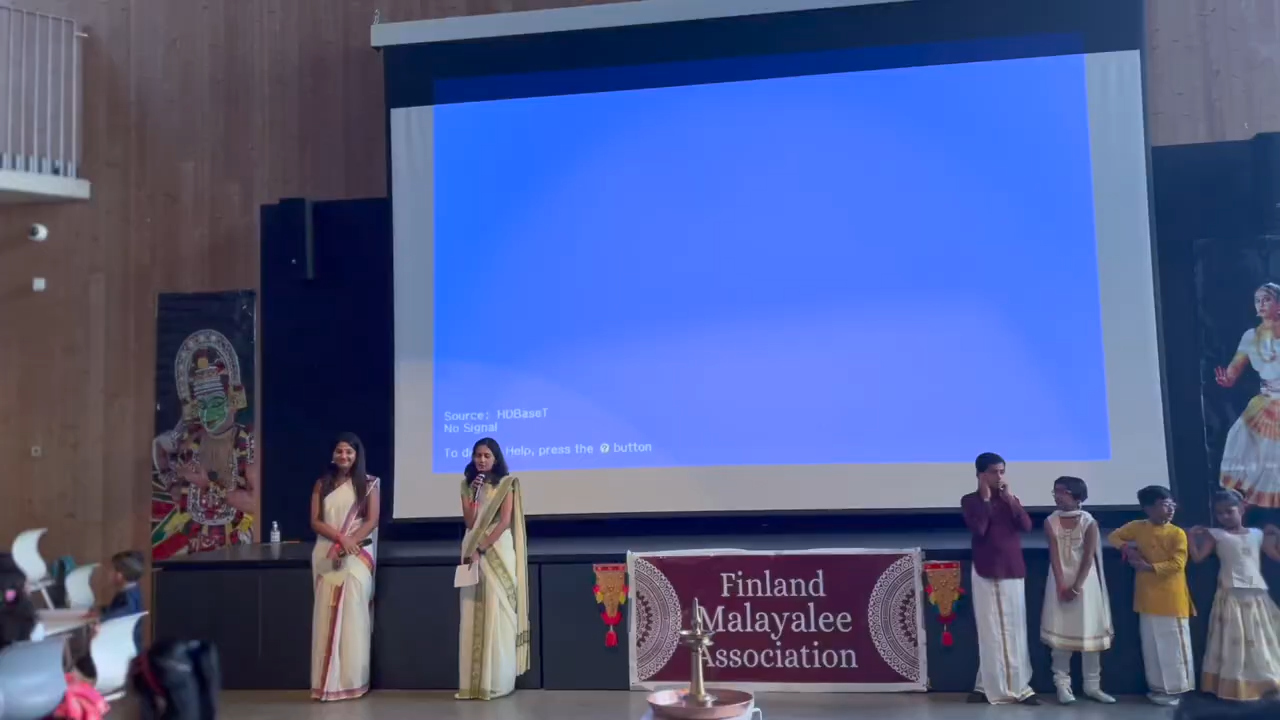 Source: HDBaseT
No Signal
Help, press the button
Finland
Malayalee
Association